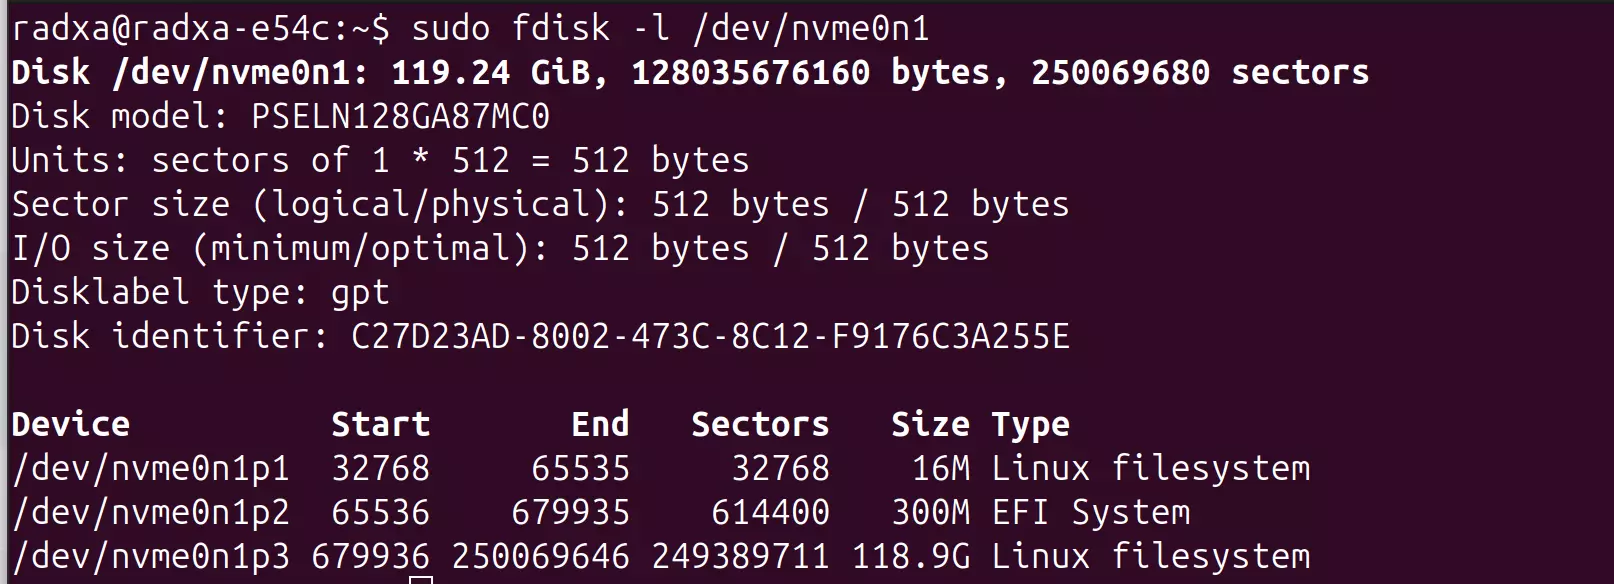 radxa@radxa-e54c:~$ sudo fdisk -l /dev/nvme0n1
Disk /dev/nvme0n1: 119.24 GiB, 128035676160 bytes, 250069680 sectors
Disk model: PSELN128GA87MC0
Units: sectors of 1 * 512 = 512 bytes
Sector size (logical/physical): 512 bytes / 512 bytes
I/O size (minimum/optimal): 512 bytes / 512 bytes
Disklabel type: gpt
Disk identifier: C27D23AD-8002-473C-8C12-F9176C3A255E
Device Start End Sectors Size Type
/dev/nvme0n1p1 32768 65535 32768 16M Linux filesystem
/dev/nvme0n1p2 65536 679935 614400 300M EFI System
/dev/nvme0n1p3 679936 250069646 249389711 118.9G Linux filesystem